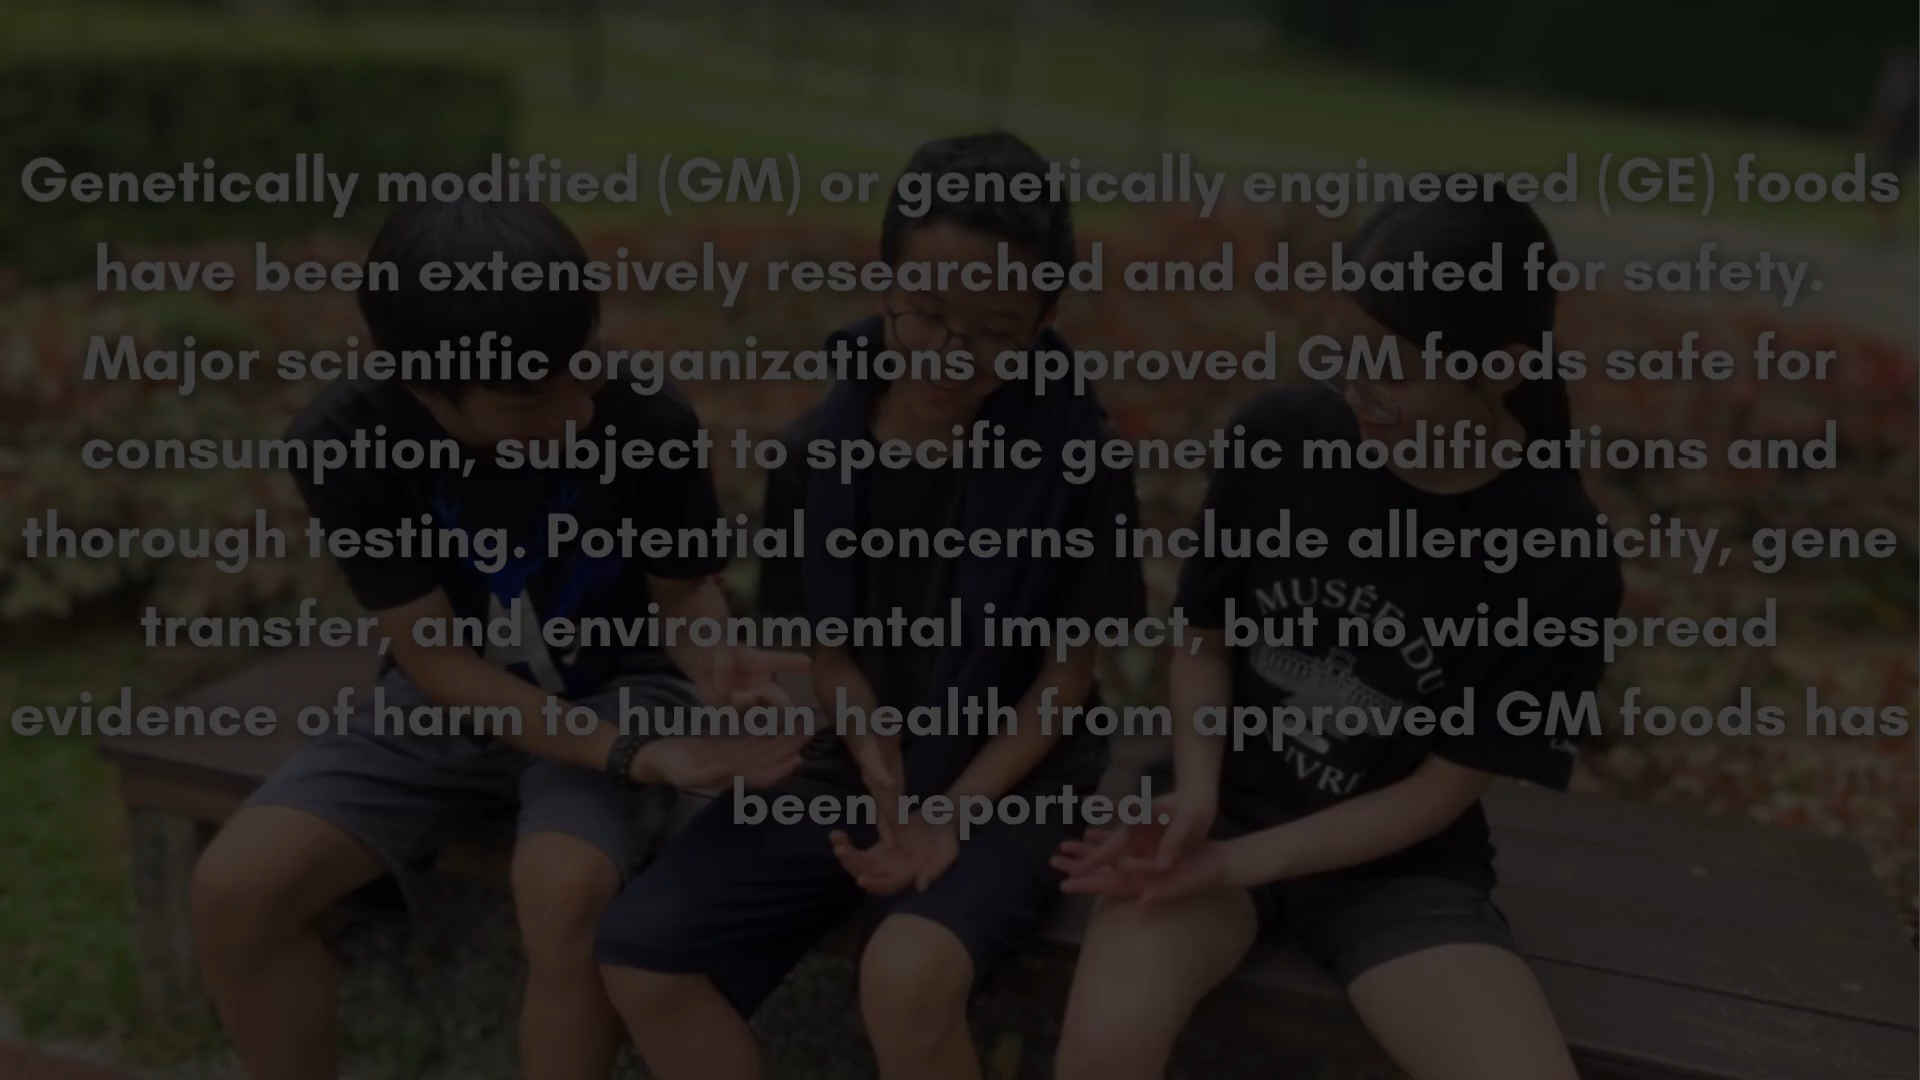 Genetically modified (GM) or genetically engineered (GE) foods
have been extensively researched and debated for safety.
Major scientific organizations approved GM foods safe for
consumption, subject to specific genetic modifications and
thorough testing. Potential concerns include allergenicity, gene
transfer, and environmental impact, but no widespread
evidence of harm to human health from approved GM foods has
been reported.
MUSÉE DU